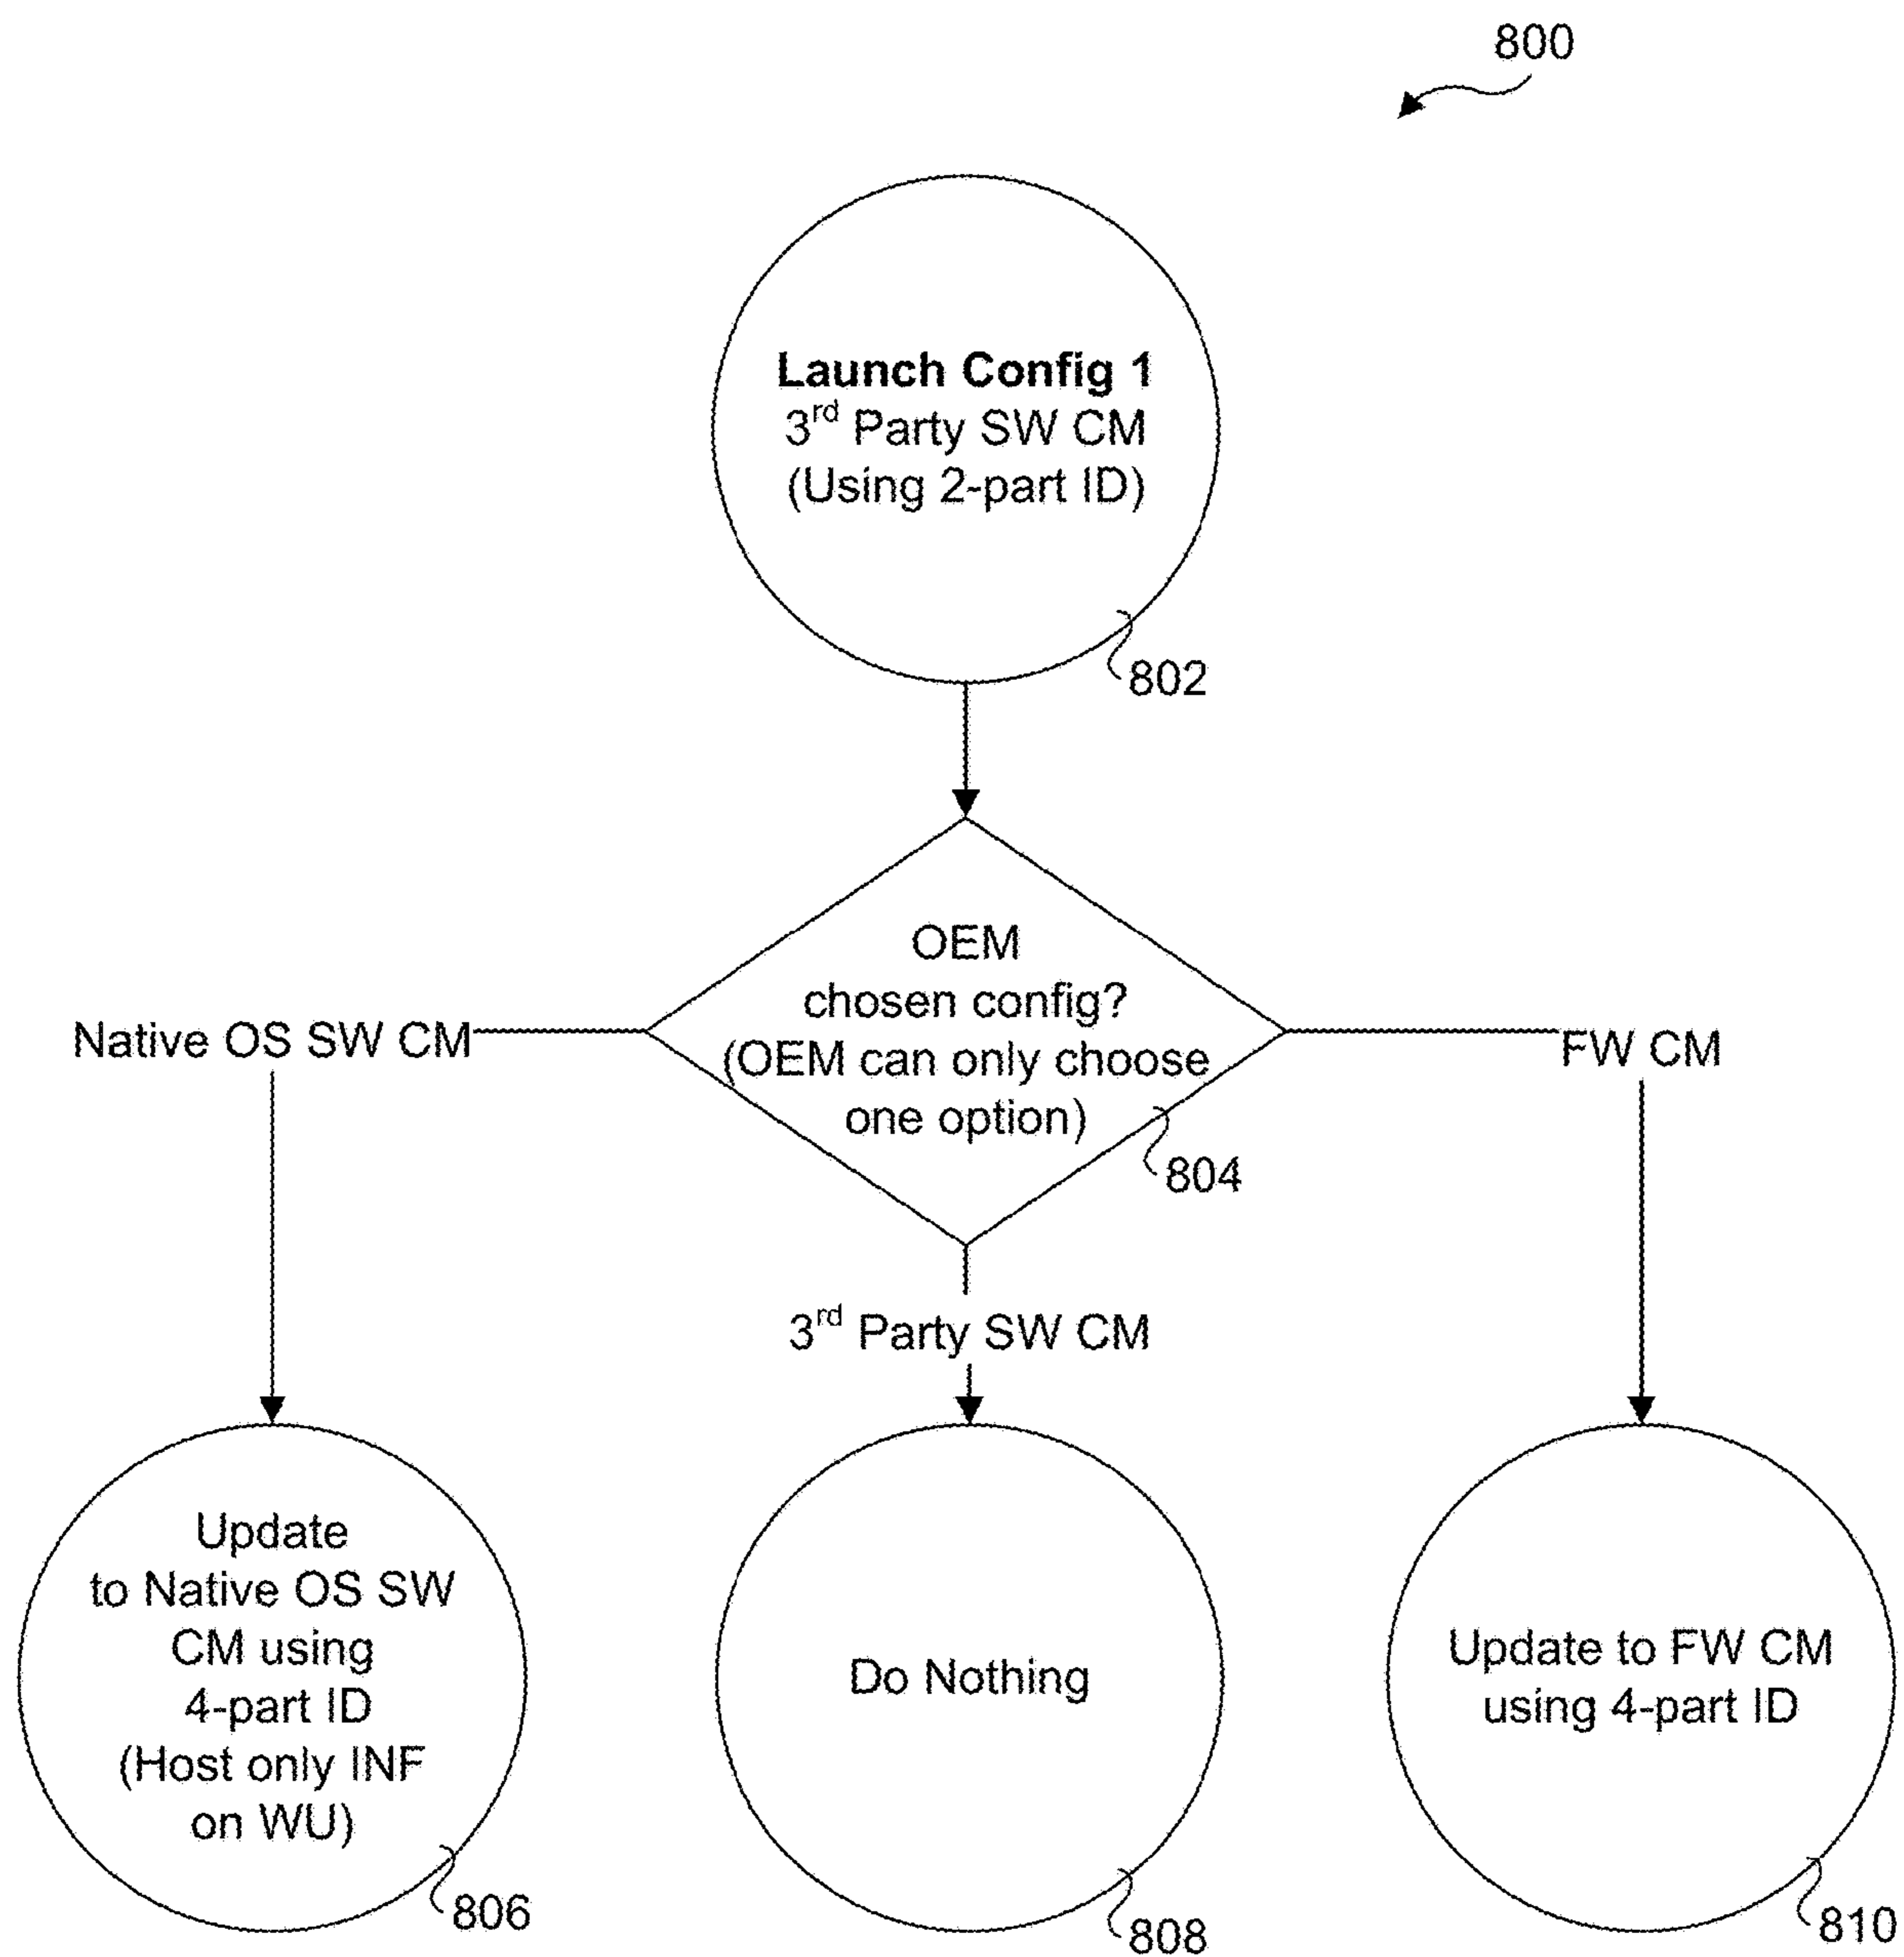 800
Launch Config 1
3rd Party SW CM
(Using 2-part ID)
802
OEM
chosen config?
(OEM can only choose
one option)
804
Native OS SW CM
FW CM
3rd Party SW CM
Update
to Native OS SW
CM using
4-part ID
(Host only INF
on WU)
806
Do Nothing
808
Update to FW CM
using 4-part ID
810